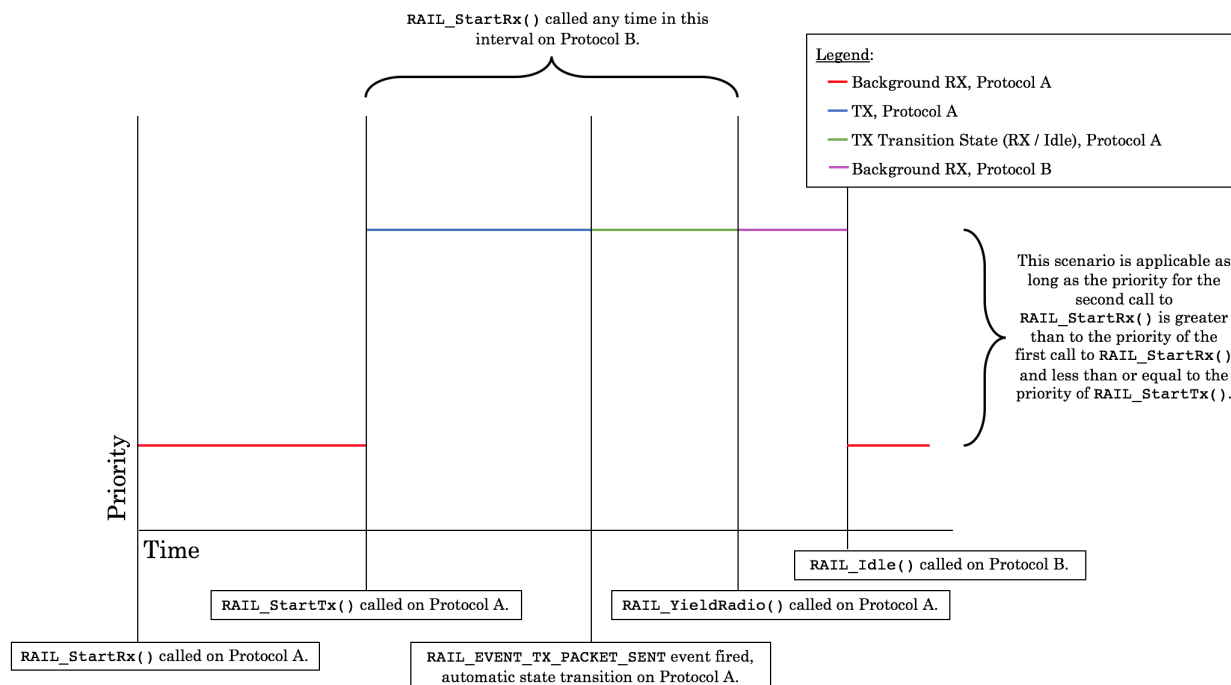 RAIL_StartRx() called any time in this
interval on Protocol B.
Legend:
Background RX, Protocol A
TX, Protocol A
TX Transition State (RX / Idle), Protocol A
Background RX, Protocol B
This scenario is applicable as
long as the priority for the
second call to
RAIL_StartRx() is greater
than to the priority of the
first call to RAIL_StartRx()
and less than or equal to the
priority of RAIL_StartTx().
Priority
Time
RAIL_Idle() called on Protocol B.
RAIL_StartTx() called on Protocol A.
RAIL_YieldRadio() called on Protocol A.
RAIL_StartRx() called on Protocol A.
RAIL_EVENT_TX_PACKET_SENT event fired,
automatic state transition on Protocol A.